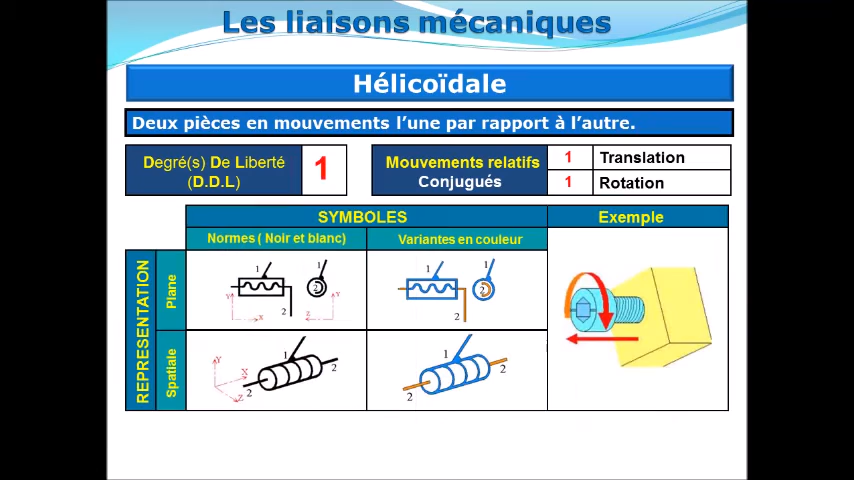 Les liaisons mécaniques
Hélicoïdale
Deux pièces en mouvements l’une par rapport à l’autre.
Degré(s) De Liberté
(D.D.L)
1
Mouvements relatifs
Conjugués
1 Translation
1 Rotation
SYMBOLES
Exemple
Normes ( Noir et blanc)
Variantes en couleur
REPRESENTATION
Plane
1
2
Y
X
1
2
Y
Z
1
2
1
2
Spatiale
Y
X
Z
1
2
2
1
2
2